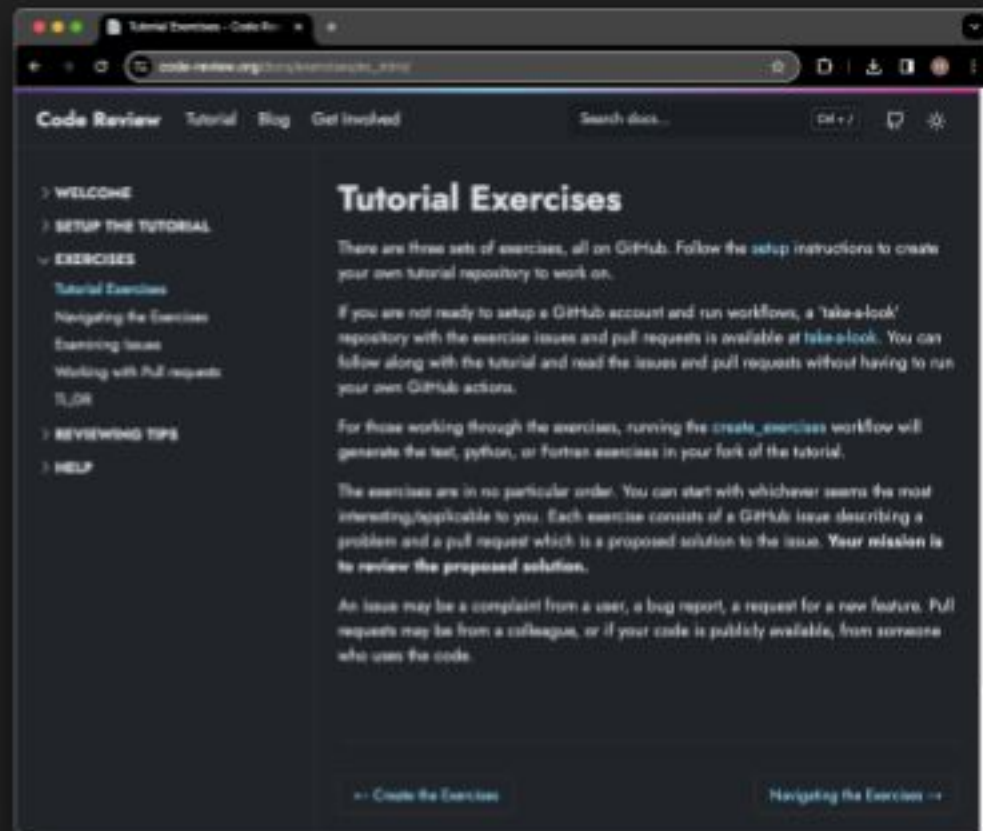 Tutorial Exercises - Code Re
code-review.org/docs/exercises/
Code Review Tutorial Blog Get Involved Search docs... Ctrl + /
WELCOME
SETUP THE TUTORIAL
EXERCISES
Tutorial Exercises
Navigating the Exercises
Examining Issues
Working with Pull requests
TL;DR
REVIEWING TIPS
HELP
Tutorial Exercises
There are three sets of exercises, all on GitHub. Follow the setup instructions to create
your own tutorial repository to work on.
If you are not ready to setup a GitHub account and run workflows, a 'take-a-look'
repository with the exercise issues and pull requests is available at take-a-look. You can
follow along with the tutorial and read the issues and pull requests without having to run
your own GitHub actions.
For those working through the exercises, running the create_exercises workflow will
generate the text, python, or Fortran exercises in your fork of the tutorial.
The exercises are in no particular order. You can start with whichever seems the most
interesting/applicable to you. Each exercise consists of a GitHub issue describing a
problem and a pull request which is a proposed solution to the issue. Your mission is
to review the proposed solution.
An issue may be a complaint from a user, a bug report, a request for a new feature. Pull
requests may be from a colleague, or if your code is publicly available, from someone
who uses the code.
← Create the Exercises
Navigating the Exercises →